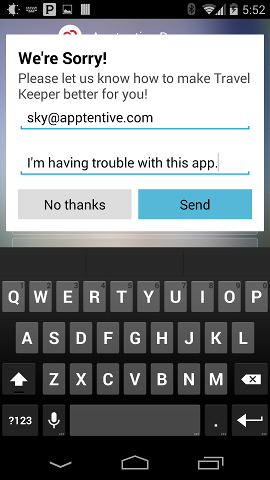 5:52
We're Sorry!
Please let us know how to make Travel
Keeper better for you!
sky@apptentive.com
I'm having trouble with this app.
No thanks Send
Q W E R T Y U I O P
A S D F G H J K L
Z X C V B N M
?123 .